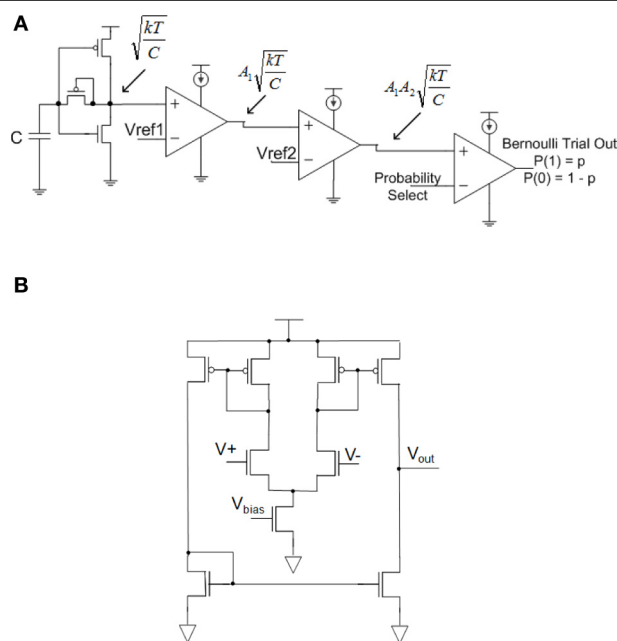 A
√(kT/C)
A₁√(kT/C)
A₁A₂√(kT/C)
C
Vref1
Vref2
Probability
Select
Bernoulli Trial Out
P(1) = p
P(0) = 1 - p
+
−
+
−
+
−
B
V+
V-
Vout
Vbias